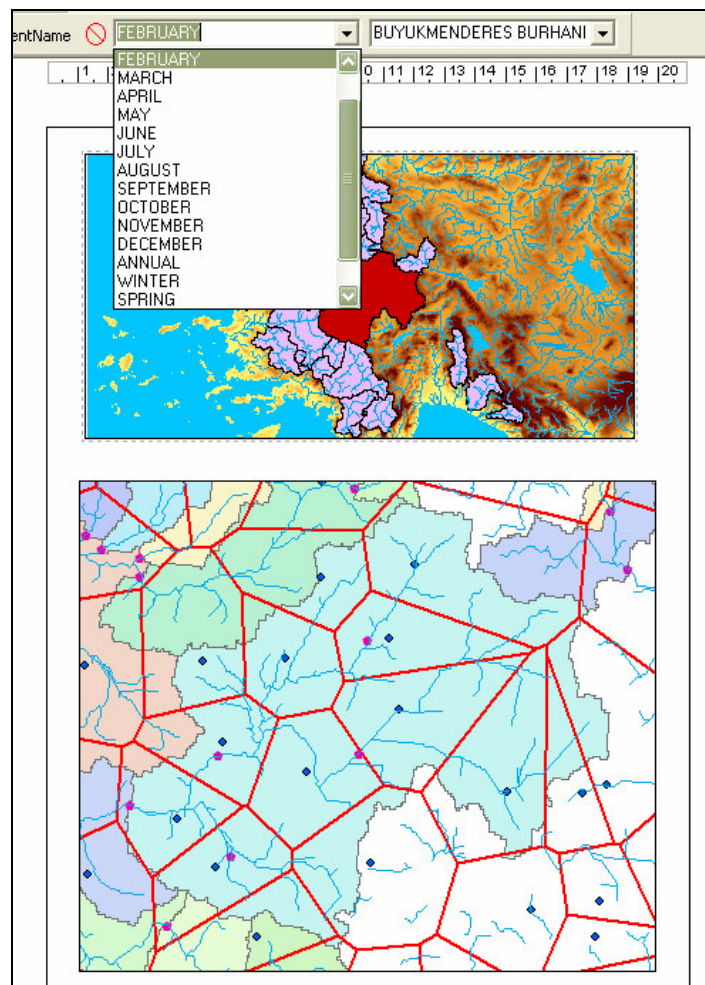 entName FEBRUARY BUYUKMENDERES BURHANI
FEBRUARY
MARCH
APRIL
MAY
JUNE
JULY
AUGUST
SEPTEMBER
OCTOBER
NOVEMBER
DECEMBER
ANNUAL
WINTER
SPRING
1 0 11 12 13 14 15 16 17 18 19 20